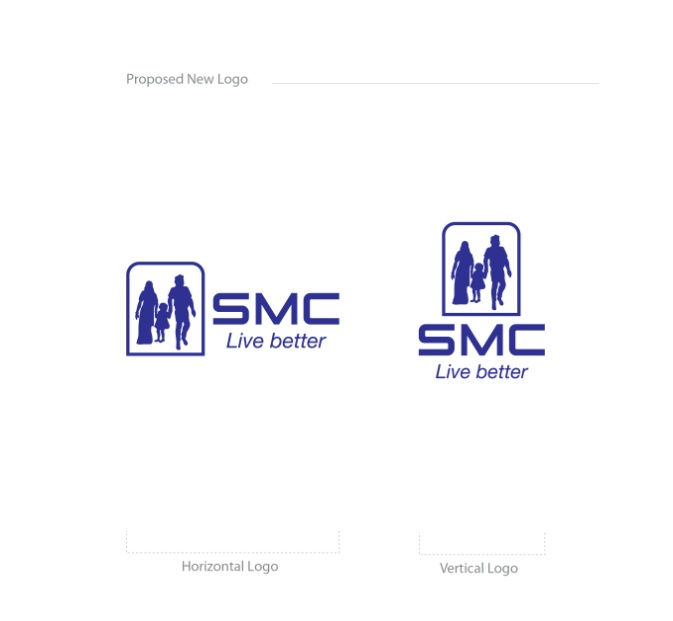 Proposed New Logo
SMC
Live better
SMC
Live better
Horizontal Logo
Vertical Logo